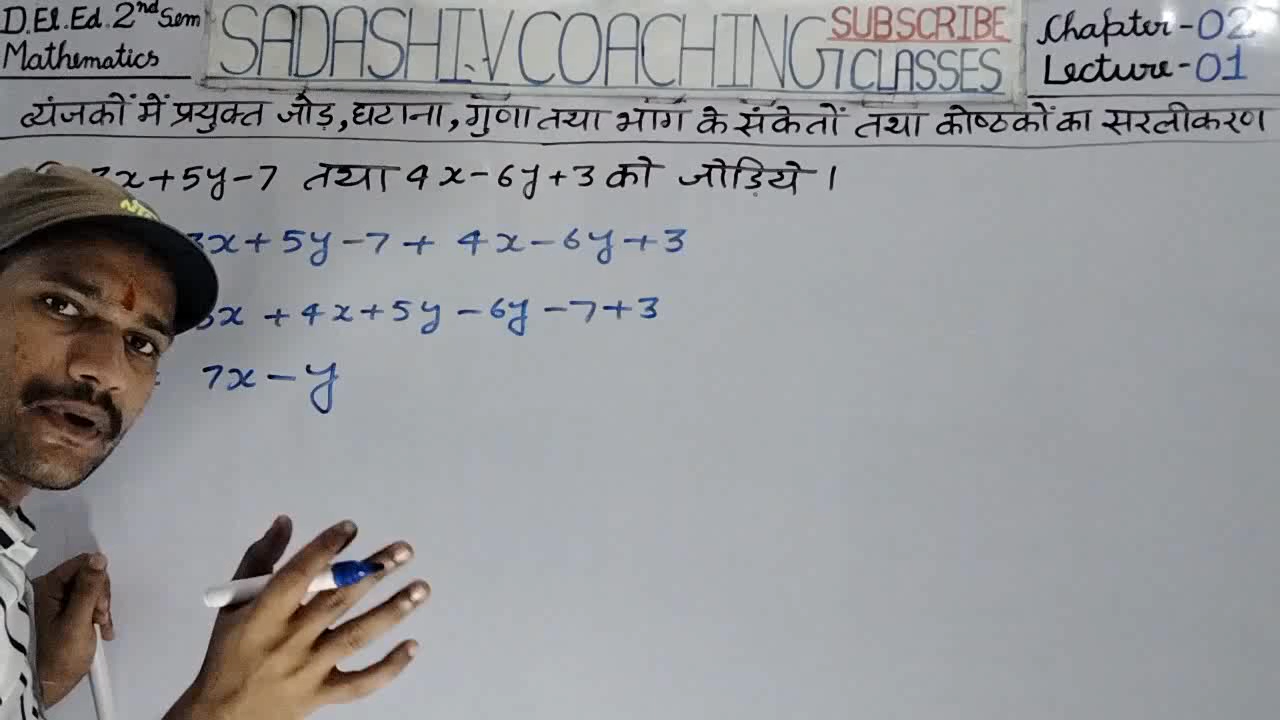 D.El.Ed. 2nd Sem
Mathematics
SADASHIV COACHING
SUBSCRIBE
CLASSES
Chapter-02
Lecture-01
व्यंजकों में प्रयुक्त जोड़, घटाना, गुणा तथा भाग के संकेतों तथा कोष्ठकों का सरलीकरण
3x+5y-7 तथा 4x-6y+3 को जोड़िये ।
3x+5y-7+4x-6y+3
3x+4x+5y-6y-7+3
= 7x-y